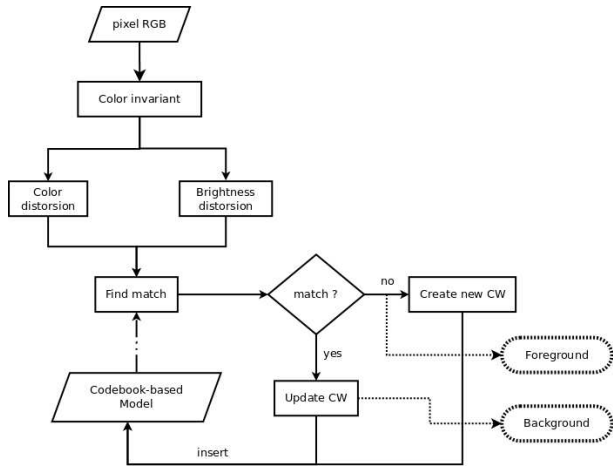 pixel RGB
Color invariant
Color
distorsion
Brightness
distorsion
Find match
match ?
no
Create new CW
yes
Foreground
Codebook-based
Model
Update CW
Background
insert